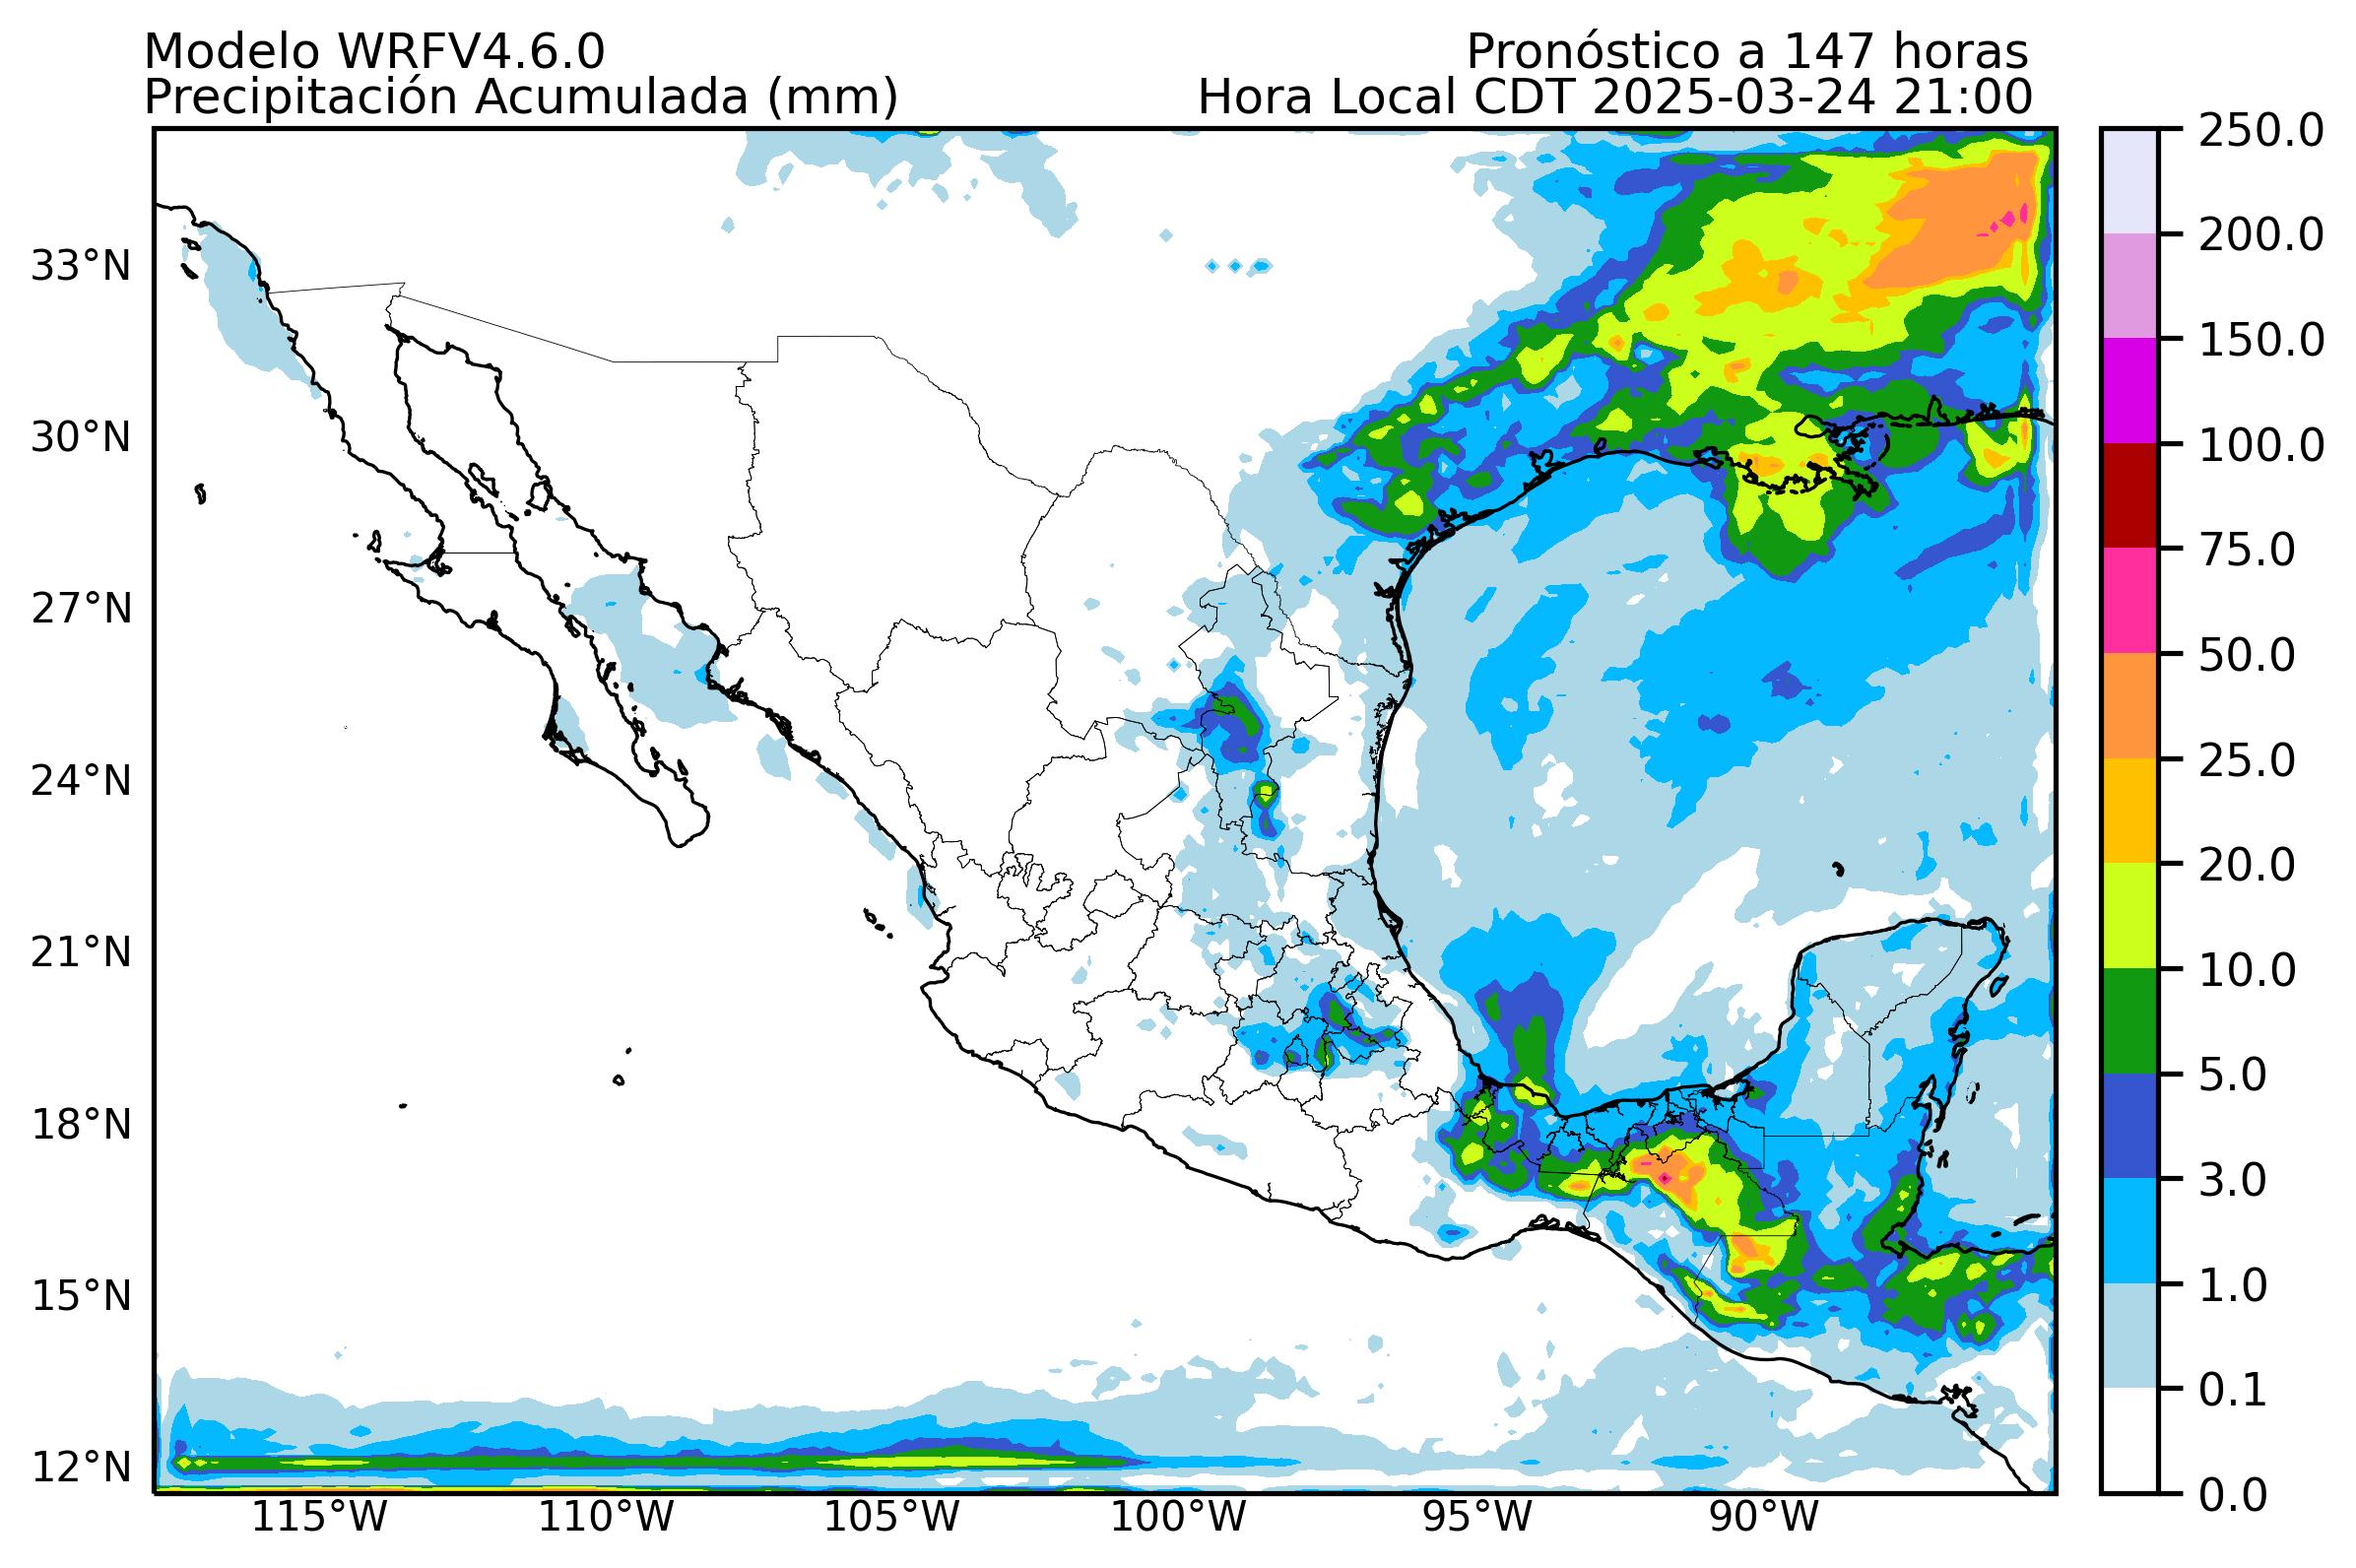 Modelo WRFV4.6.0
Pronóstico a 147 horas
Precipitación Acumulada (mm)
Hora Local CDT 2025-03-24 21:00
33°N
30°N
27°N
24°N
21°N
18°N
15°N
12°N
115°W
110°W
105°W
100°W
95°W
90°W
250.0
200.0
150.0
100.0
75.0
50.0
25.0
20.0
10.0
5.0
3.0
1.0
0.1
0.0